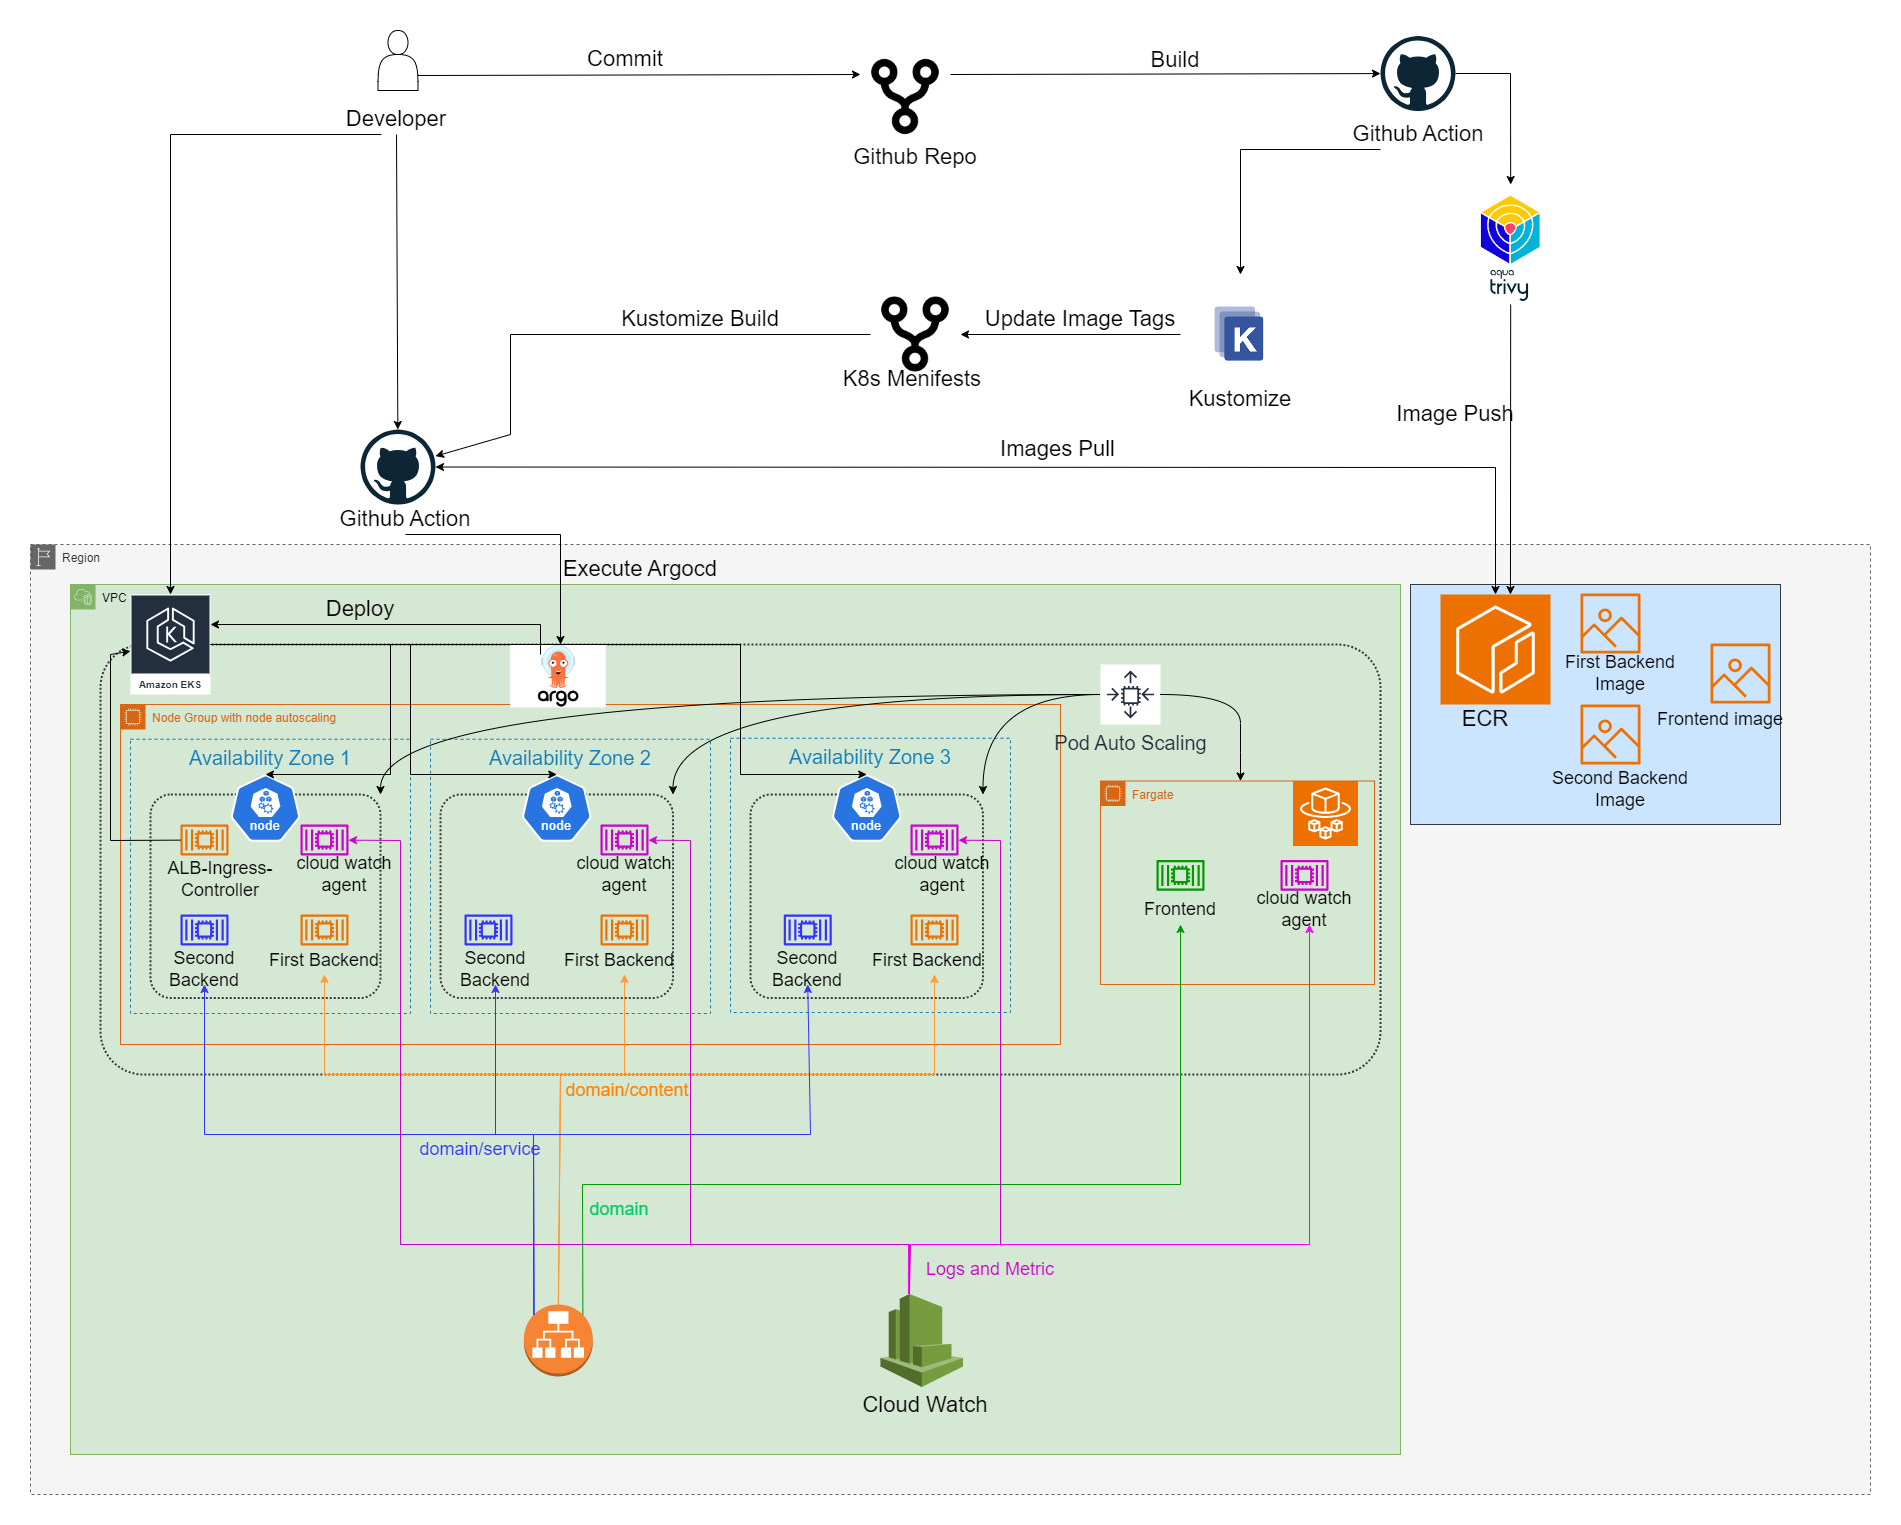 Commit
Build
Developer
Github Repo
Github Action
aqua
trivy
Kustomize Build
Update Image Tags
K8s Menifests
Kustomize
Image Push
Images Pull
Github Action
Region
Execute Argocd
VPC
Deploy
Amazon EKS
argo
First Backend
Image
ECR
Frontend image
Second Backend
Image
Node Group with node autoscaling
Pod Auto Scaling
Availability Zone 1
Availability Zone 2
Availability Zone 3
Fargate
node
node
node
ALB-Ingress-
Controller
cloud watch
agent
cloud watch
agent
cloud watch
agent
Frontend
cloud watch
agent
Second
Backend
First Backend
Second
Backend
First Backend
Second
Backend
First Backend
domain/content
domain/service
domain
Logs and Metric
Cloud Watch